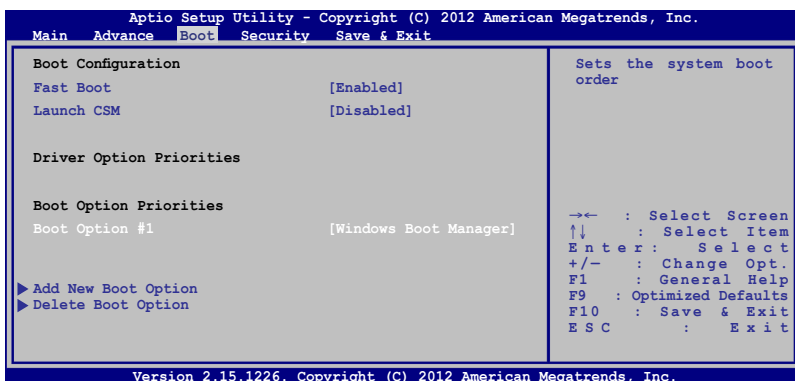 Aptio Setup Utility - Copyright (C) 2012 American Megatrends, Inc.
Main Advance Boot Security Save & Exit
Boot Configuration
Fast Boot [Enabled]
Launch CSM [Disabled]
Driver Option Priorities
Boot Option Priorities
Boot Option #1 [Windows Boot Manager]
Add New Boot Option
Delete Boot Option
Sets the system boot
order
→← : Select Screen
↑↓ : Select Item
Enter: Select
+/— : Change Opt.
F1 : General Help
F9 : Optimized Defaults
F10 : Save & Exit
ESC : Exit
Version 2.15.1226. Copyright (C) 2012 American Megatrends, Inc.